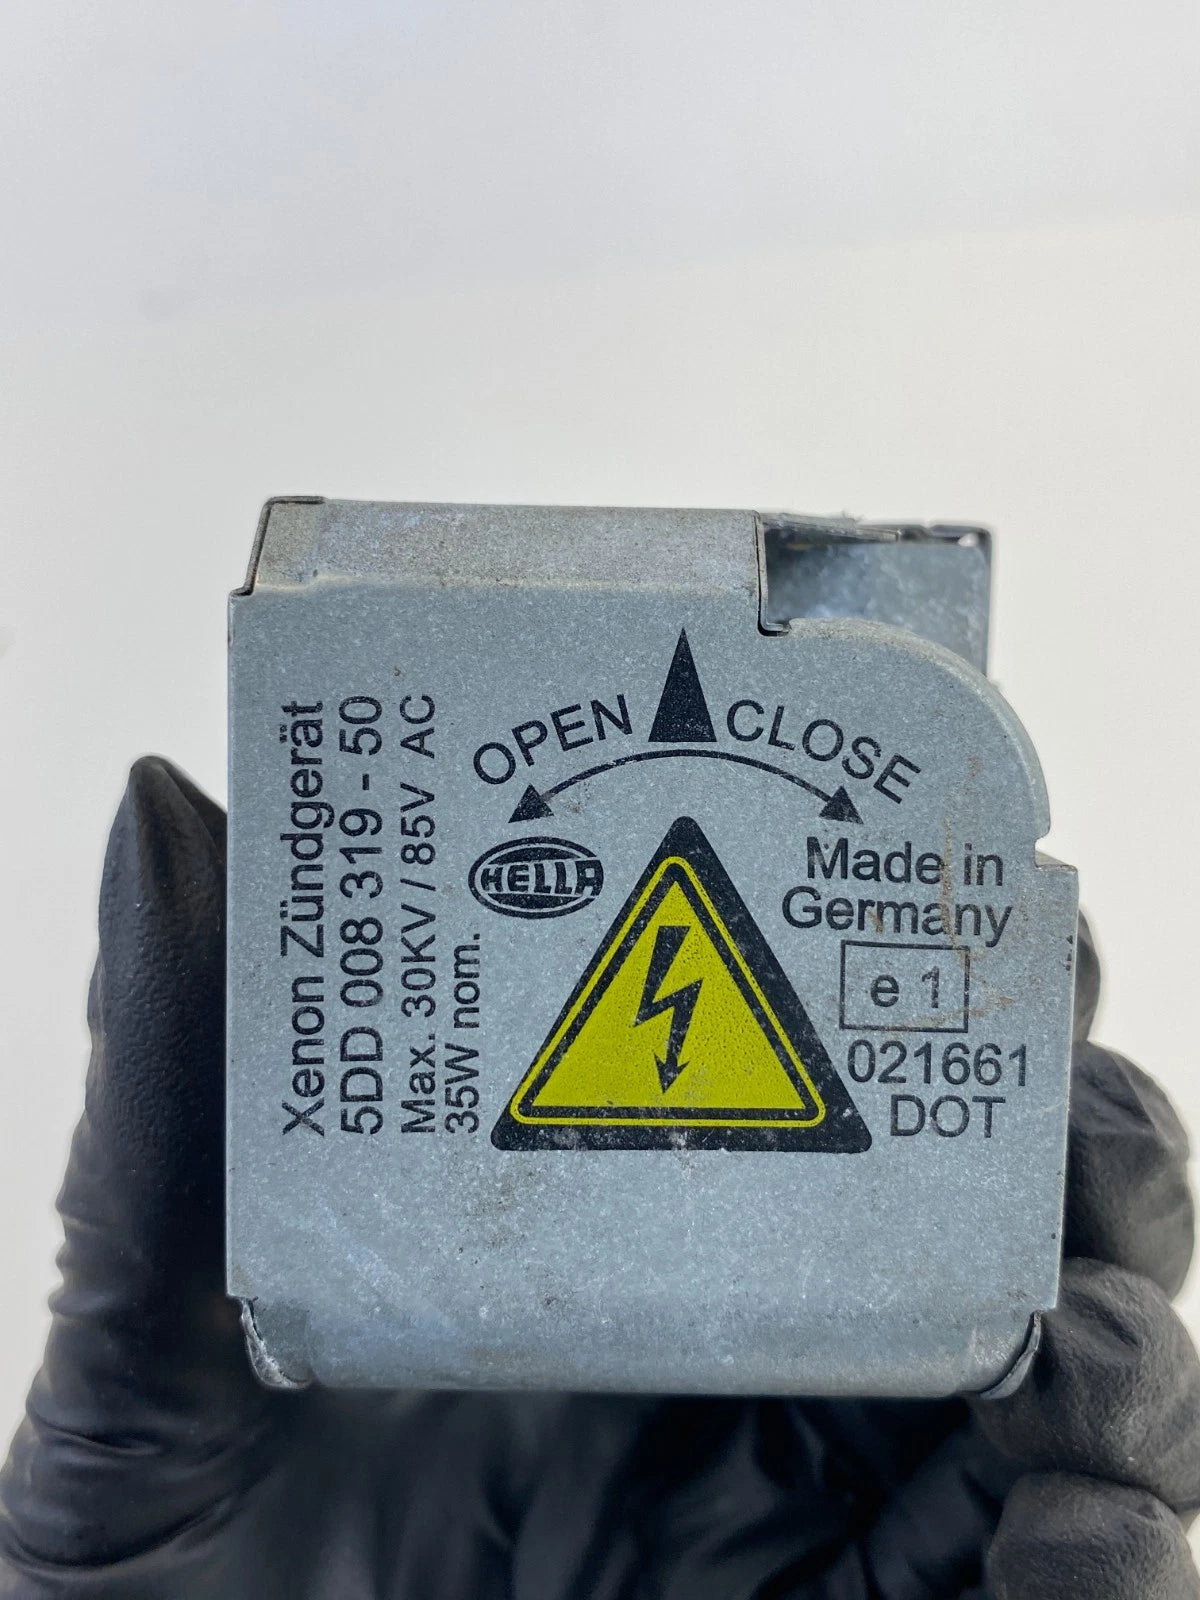 Xenon Zündgerät
5DD 008 319 - 50
Max. 30KV / 85V AC
35W nom.
OPEN CLOSE
HELLA
Made in
Germany
e 1
021661
DOT